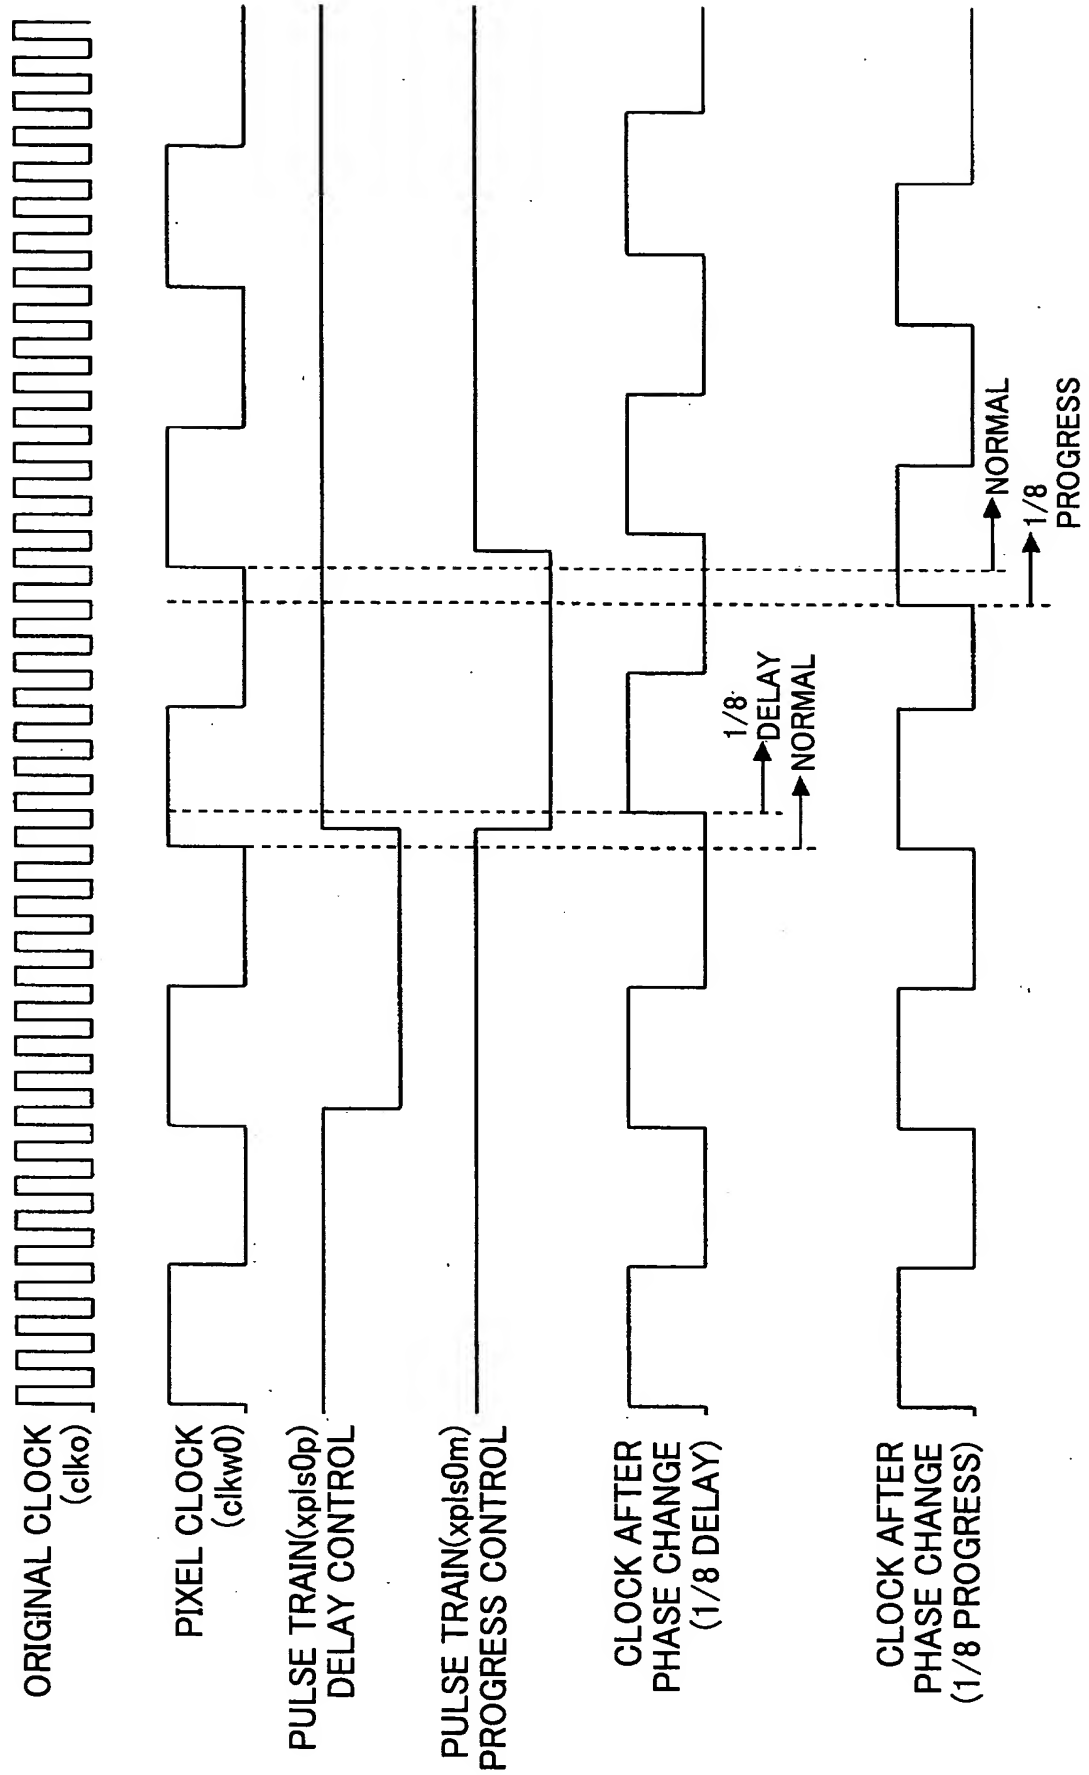 ORIGINAL CLOCK
(clko)
PIXEL CLOCK
(clkw0)
PULSE TRAIN(xpls0p)
DELAY CONTROL
PULSE TRAIN(xpls0m)
PROGRESS CONTROL
CLOCK AFTER
PHASE CHANGE
(1/8 DELAY)
1/8
DELAY
NORMAL
CLOCK AFTER
PHASE CHANGE
(1/8 PROGRESS)
NORMAL
1/8
PROGRESS